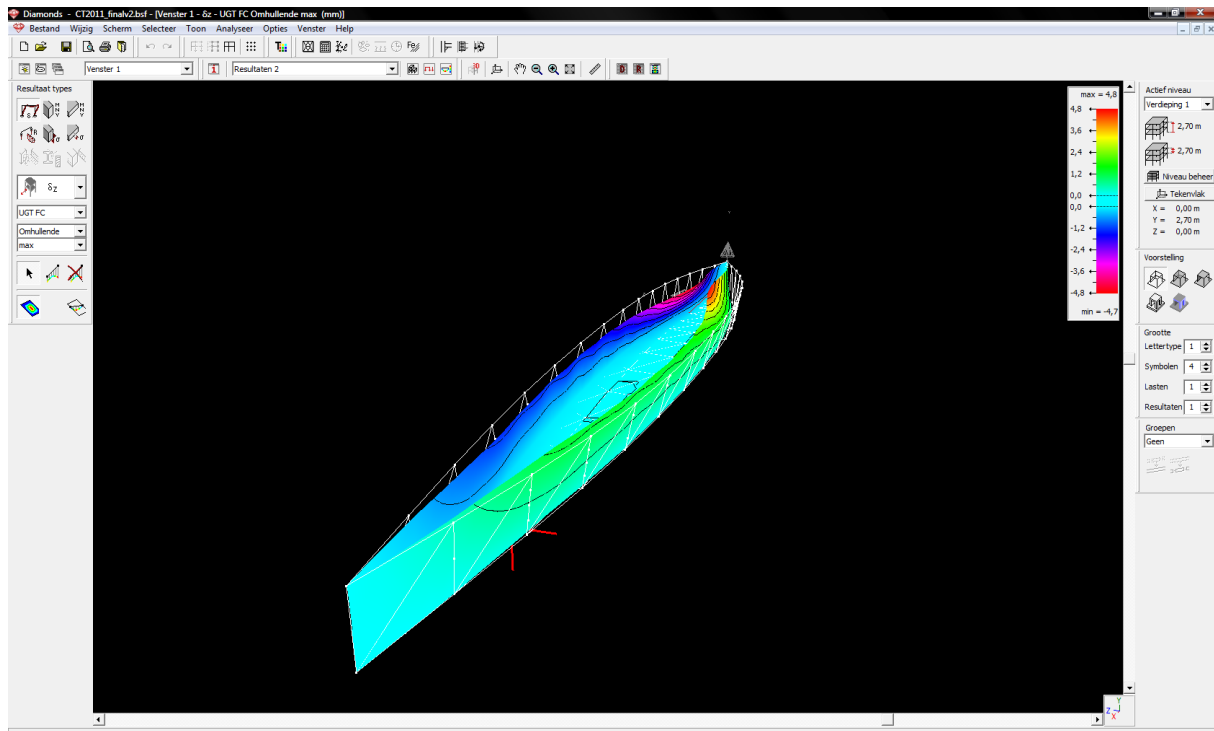 Diamonds - CT2011_finalv2.bsf - [Venster 1 - δz - UGT FC Omhullende max (mm)]
Bestand Wijzig Scherm Selecteer Toon Analyseer Opties Venster Help
Venster 1
Resultaten 2
Resultaat types
δz
UGT FC
Omhullende
max
max = 4,8
4,8
3,6
2,4
1,2
0,0
0,0
-1,2
-2,4
-3,6
-4,8
min = -4,7
Actief niveau
Verdieping 1
2,70 m
2,70 m
Niveau beheer
Tekenvlak
X = 0,00 m
Y = 2,70 m
Z = 0,00 m
Voorstelling
Grootte
Lettertype 1
Symbolen 4
Lasten 1
Resultaten 1
Groepen
Geen
Y
Z
X